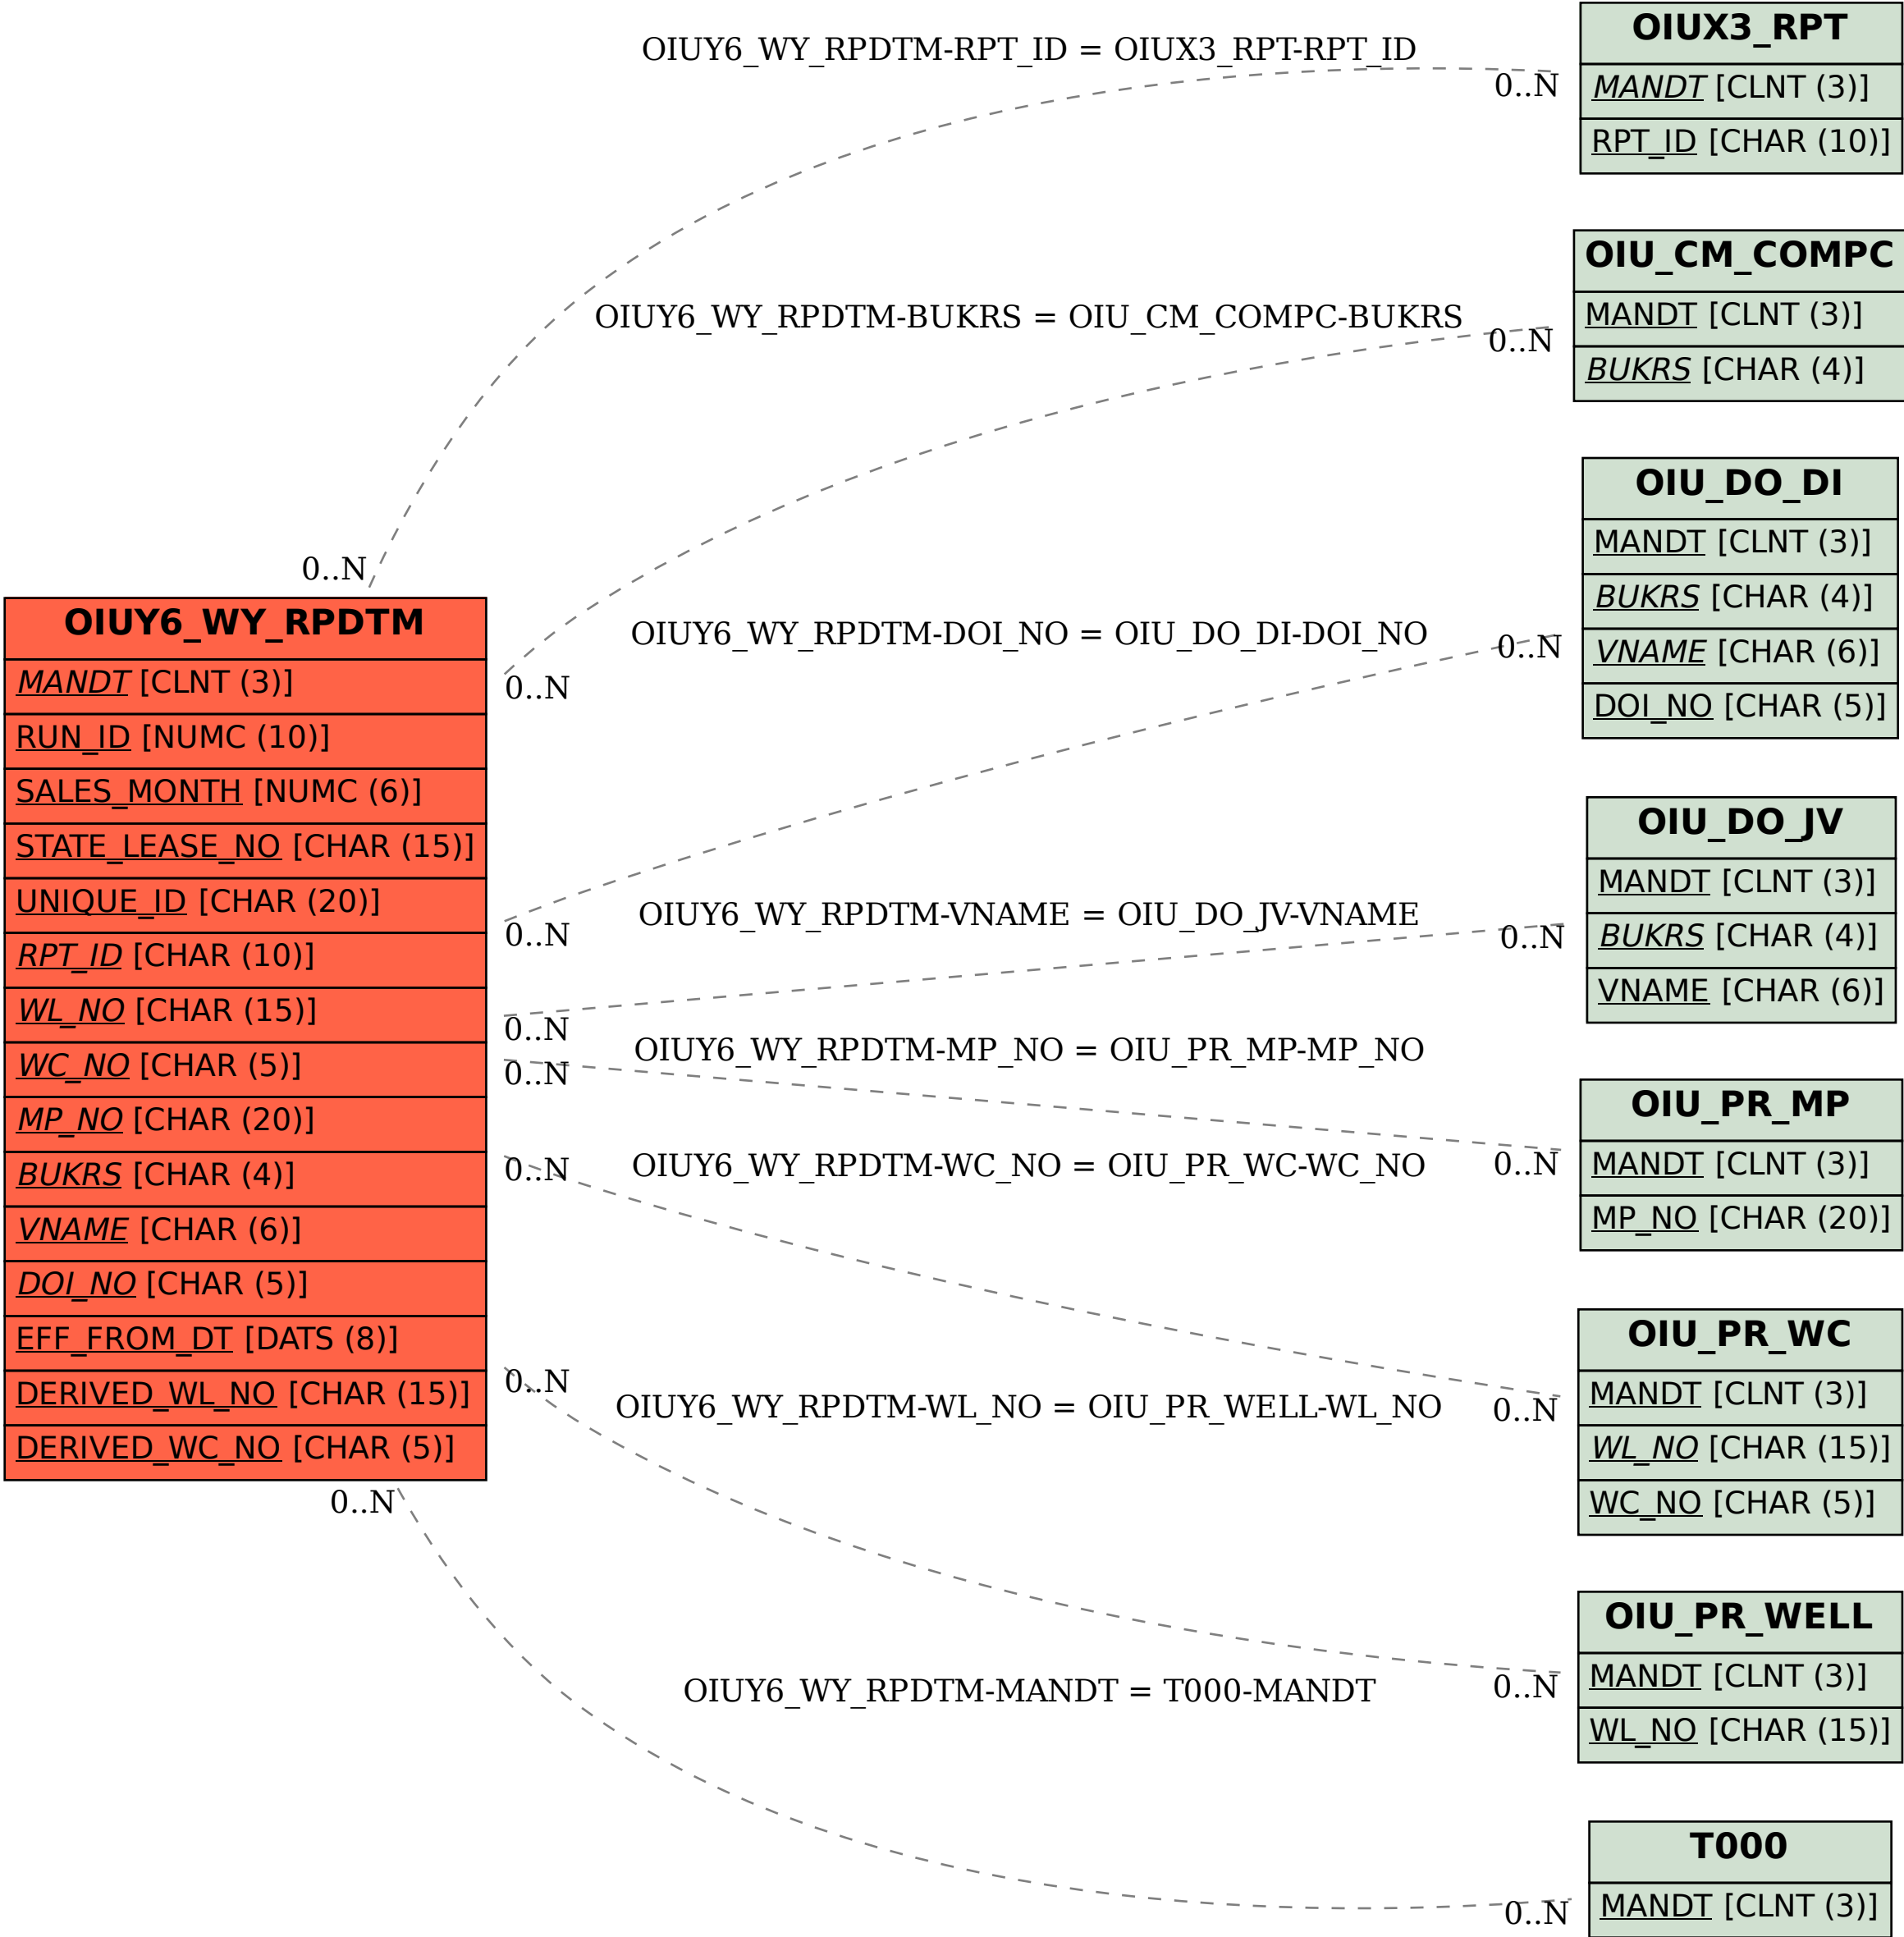 OIUY6_WY_RPDTM
MANDT [CLNT (3)]
RUN_ID [NUMC (10)]
SALES_MONTH [NUMC (6)]
STATE_LEASE_NO [CHAR (15)]
UNIQUE_ID [CHAR (20)]
RPT_ID [CHAR (10)]
WL_NO [CHAR (15)]
WC_NO [CHAR (5)]
MP_NO [CHAR (20)]
BUKRS [CHAR (4)]
VNAME [CHAR (6)]
DOI_NO [CHAR (5)]
EFF_FROM_DT [DATS (8)]
DERIVED_WL_NO [CHAR (15)]
DERIVED_WC_NO [CHAR (5)]
OIUY6_WY_RPDTM-RPT_ID = OIUX3_RPT-RPT_ID
0..N
0..N
OIUY6_WY_RPDTM-BUKRS = OIU_CM_COMPC-BUKRS
0..N
0..N
OIUY6_WY_RPDTM-DOI_NO = OIU_DO_DI-DOI_NO
0..N
0..N
OIUY6_WY_RPDTM-VNAME = OIU_DO_JV-VNAME
0..N
0..N
OIUY6_WY_RPDTM-MP_NO = OIU_PR_MP-MP_NO
0..N
0..N
OIUY6_WY_RPDTM-WC_NO = OIU_PR_WC-WC_NO
0..N
0..N
OIUY6_WY_RPDTM-WL_NO = OIU_PR_WELL-WL_NO
0..N
0..N
OIUY6_WY_RPDTM-MANDT = T000-MANDT
0..N
0..N
OIUX3_RPT
MANDT [CLNT (3)]
RPT_ID [CHAR (10)]
OIU_CM_COMPC
MANDT [CLNT (3)]
BUKRS [CHAR (4)]
OIU_DO_DI
MANDT [CLNT (3)]
BUKRS [CHAR (4)]
VNAME [CHAR (6)]
DOI_NO [CHAR (5)]
OIU_DO_JV
MANDT [CLNT (3)]
BUKRS [CHAR (4)]
VNAME [CHAR (6)]
OIU_PR_MP
MANDT [CLNT (3)]
MP_NO [CHAR (20)]
OIU_PR_WC
MANDT [CLNT (3)]
WL_NO [CHAR (15)]
WC_NO [CHAR (5)]
OIU_PR_WELL
MANDT [CLNT (3)]
WL_NO [CHAR (15)]
T000
MANDT [CLNT (3)]